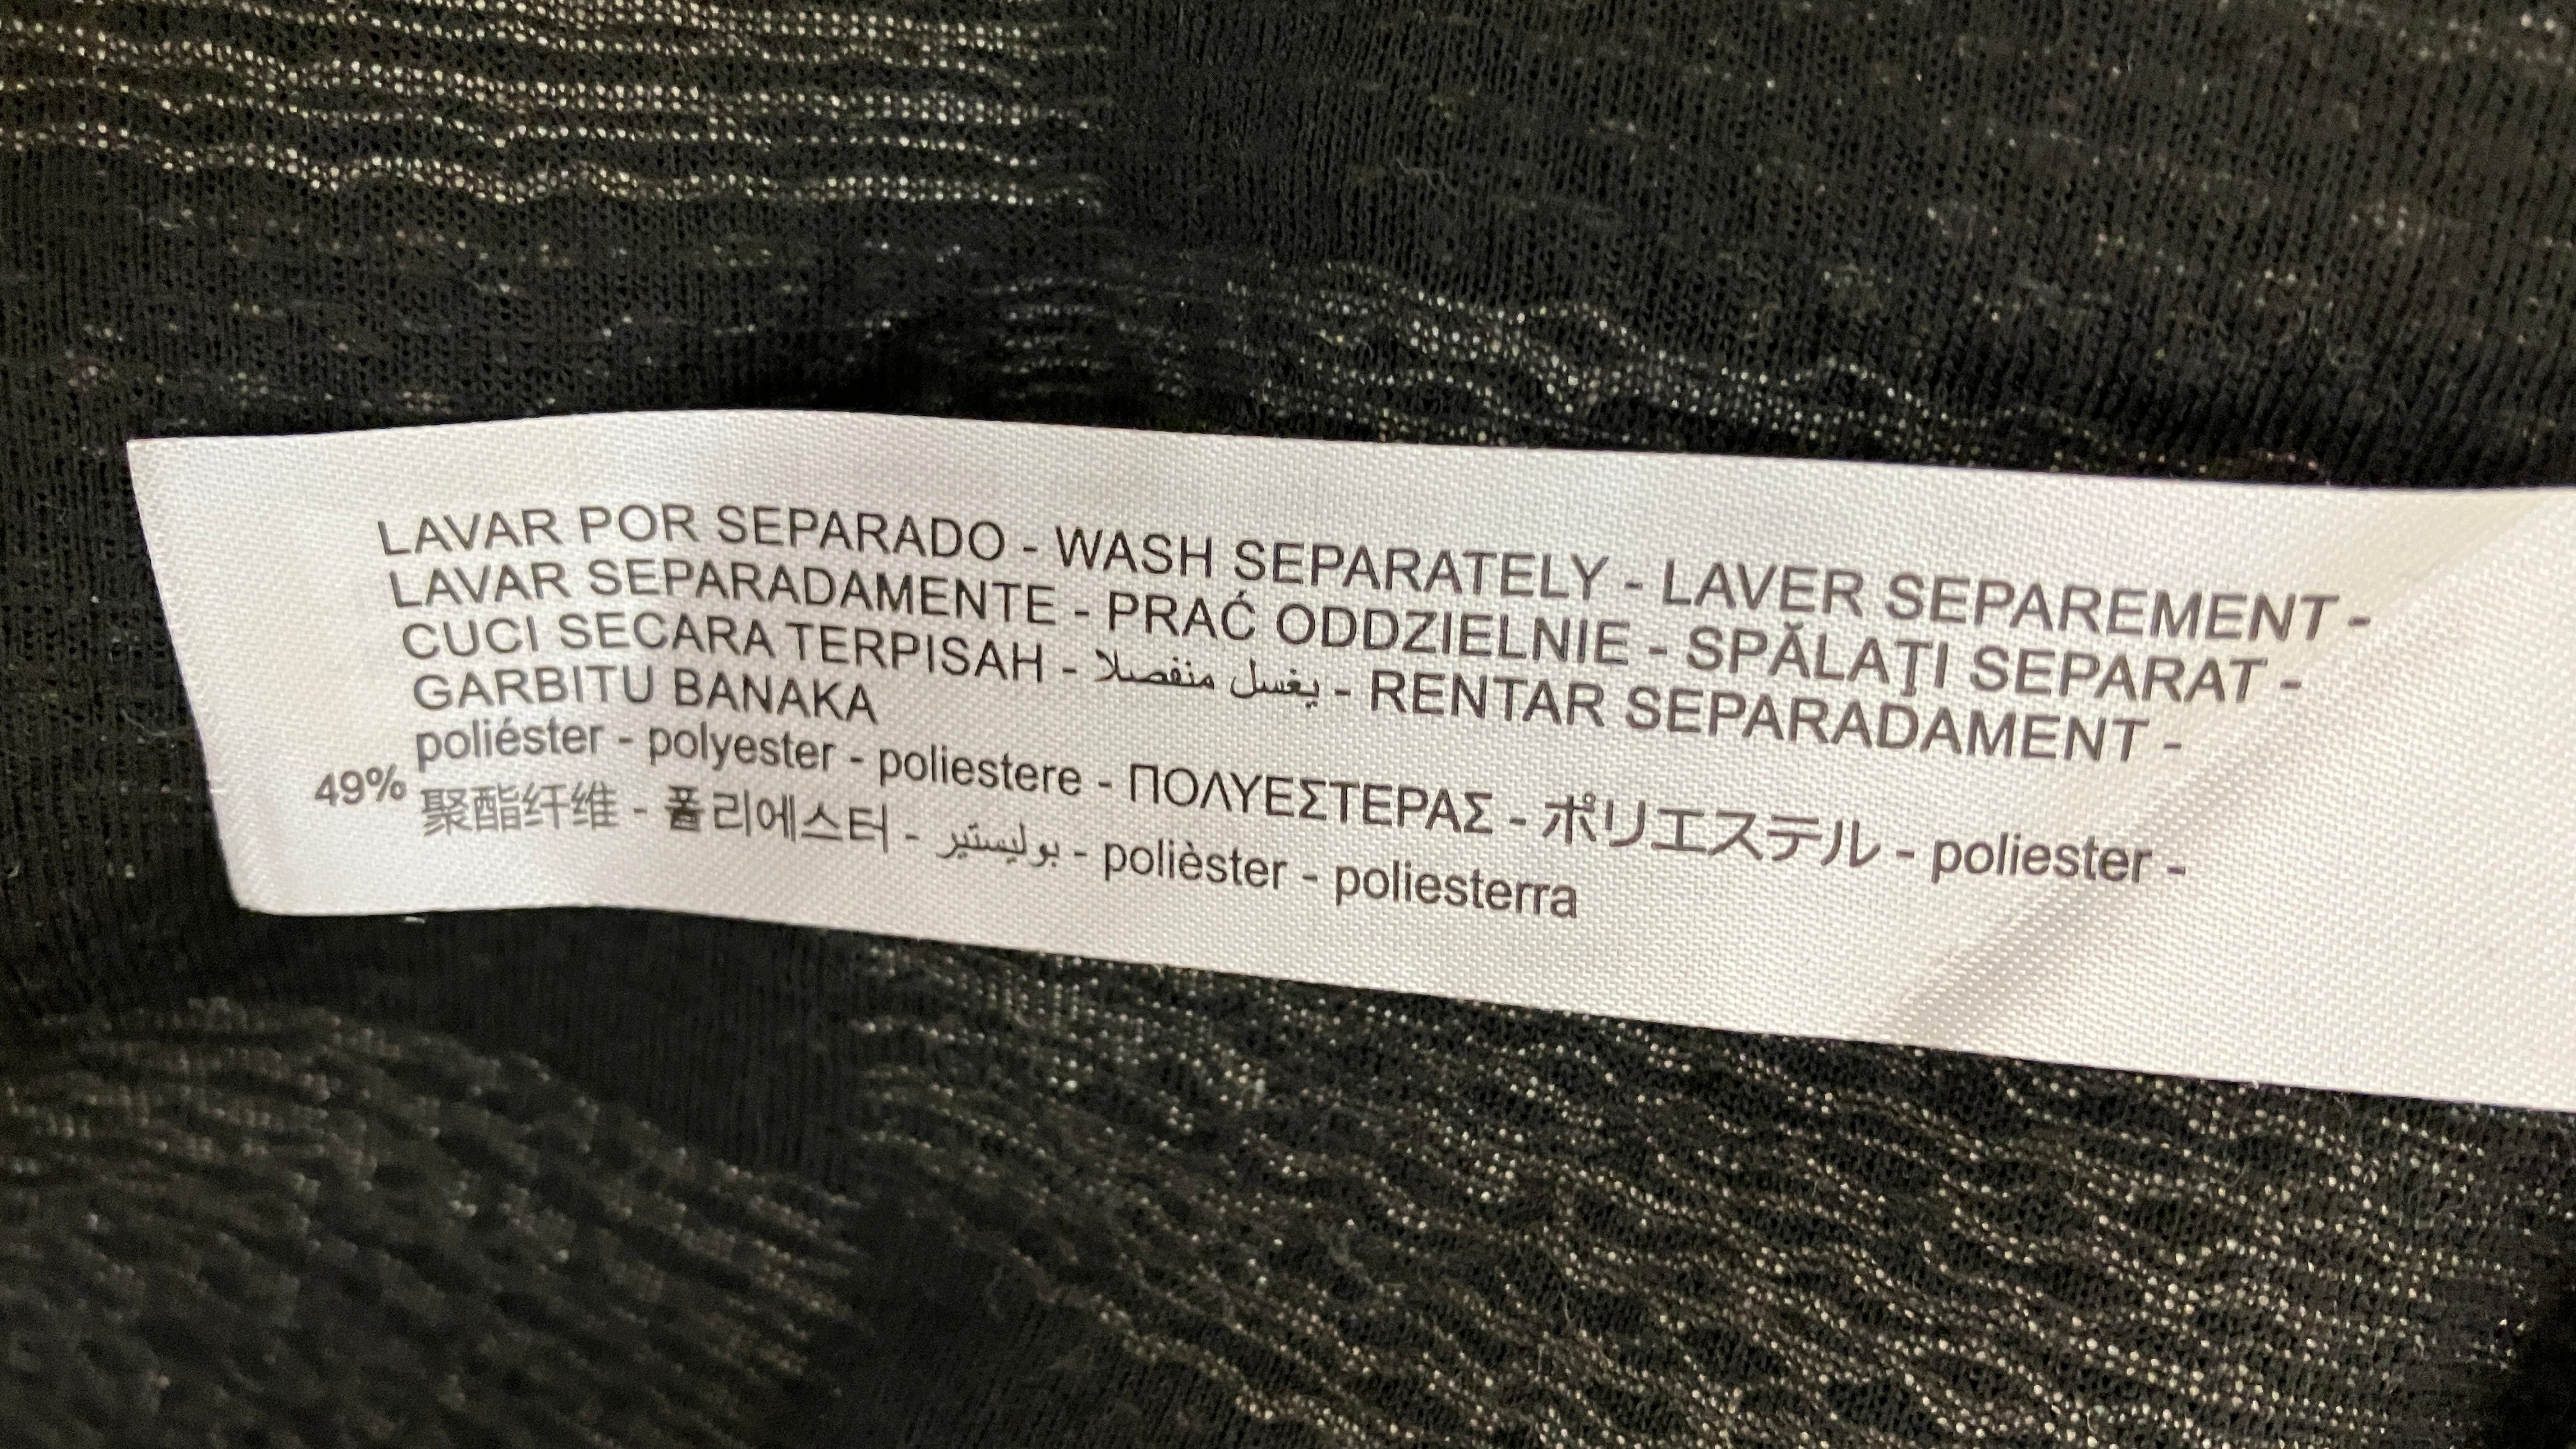 LAVAR POR SEPARADO - WASH SEPARATELY - LAVER SEPAREMENT -
LAVAR SEPARADAMENTE - PRAĆ ODDZIELNIE - SPĂLAŢI SEPARAT -
CUCI SECARA TERPISAH - يغسل منفصلا - RENTAR SEPARADAMENT -
GARBITU BANAKA
49% poliéster - polyester - poliestere - ΠΟΛΥΕΣΤΕΡΑΣ - ポリエステル - poliester -
聚酯纤维 - 폴리에스터 - بوليستير - polièster - poliesterra